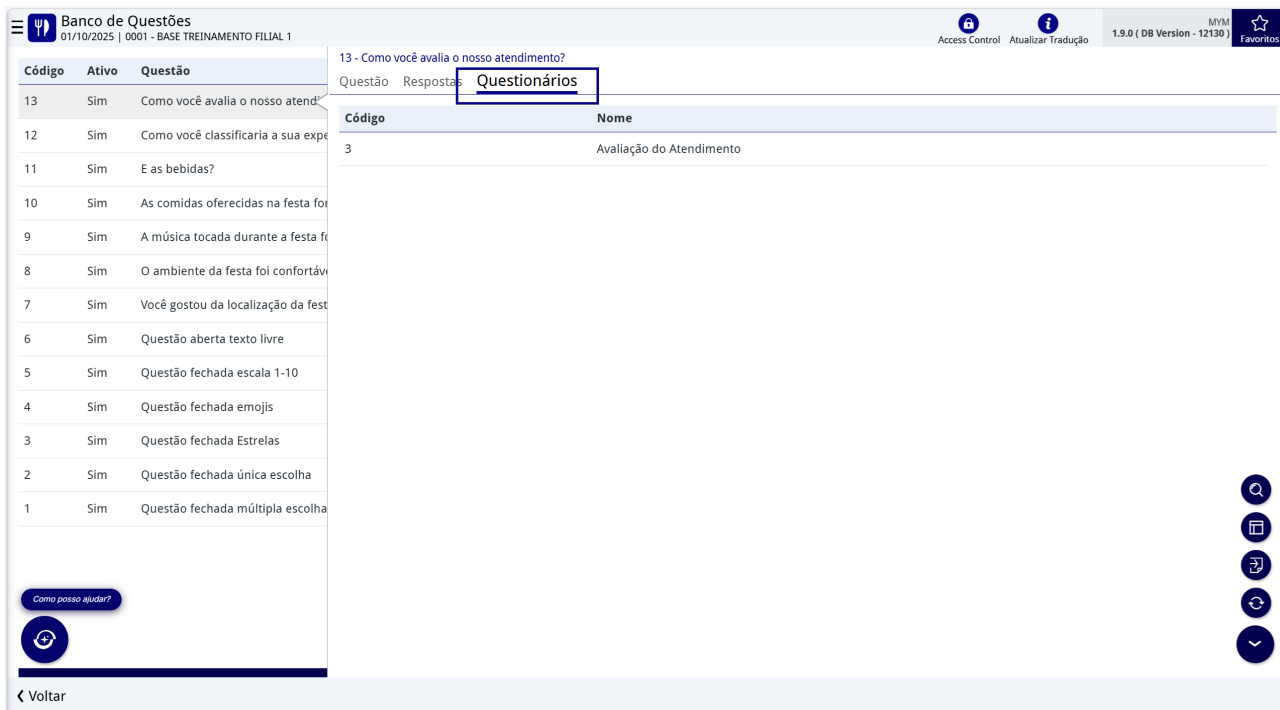 Banco de Questões
01/10/2025 | 0001 - BASE TREINAMENTO FILIAL 1
Access Control
Atualizar Tradução
MYM
1.9.0 ( DB Version - 12130 )
Favoritos
Código Ativo Questão
13 Sim Como você avalia o nosso atendi
12 Sim Como você classificaria a sua expe
11 Sim E as bebidas?
10 Sim As comidas oferecidas na festa for
9 Sim A música tocada durante a festa fo
8 Sim O ambiente da festa foi confortáve
7 Sim Você gostou da localização da fest
6 Sim Questão aberta texto livre
5 Sim Questão fechada escala 1-10
4 Sim Questão fechada emojis
3 Sim Questão fechada Estrelas
2 Sim Questão fechada única escolha
1 Sim Questão fechada múltipla escolha
13 - Como você avalia o nosso atendimento?
Questão Respostas Questionários
Código Nome
3 Avaliação do Atendimento
Como posso ajudar?
Voltar